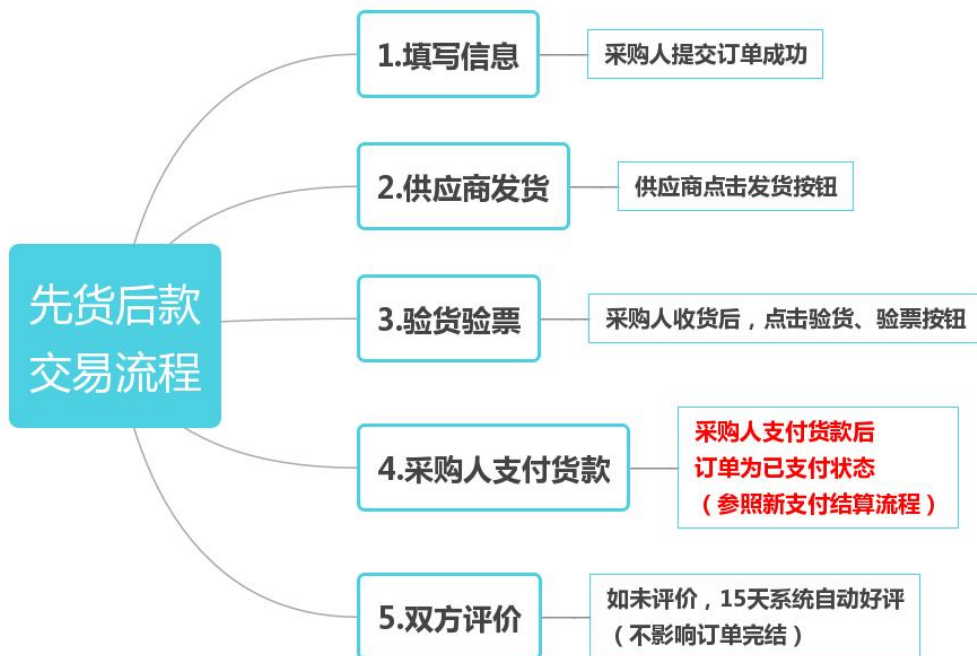 先货后款
交易流程
1.填写信息
采购人提交订单成功
2.供应商发货
供应商点击发货按钮
3.验货验票
采购人收货后，点击验货、验票按钮
4.采购人支付货款
采购人支付货款后
订单为已支付状态
（参照新支付结算流程）
5.双方评价
如未评价，15天系统自动好评
（不影响订单完结）